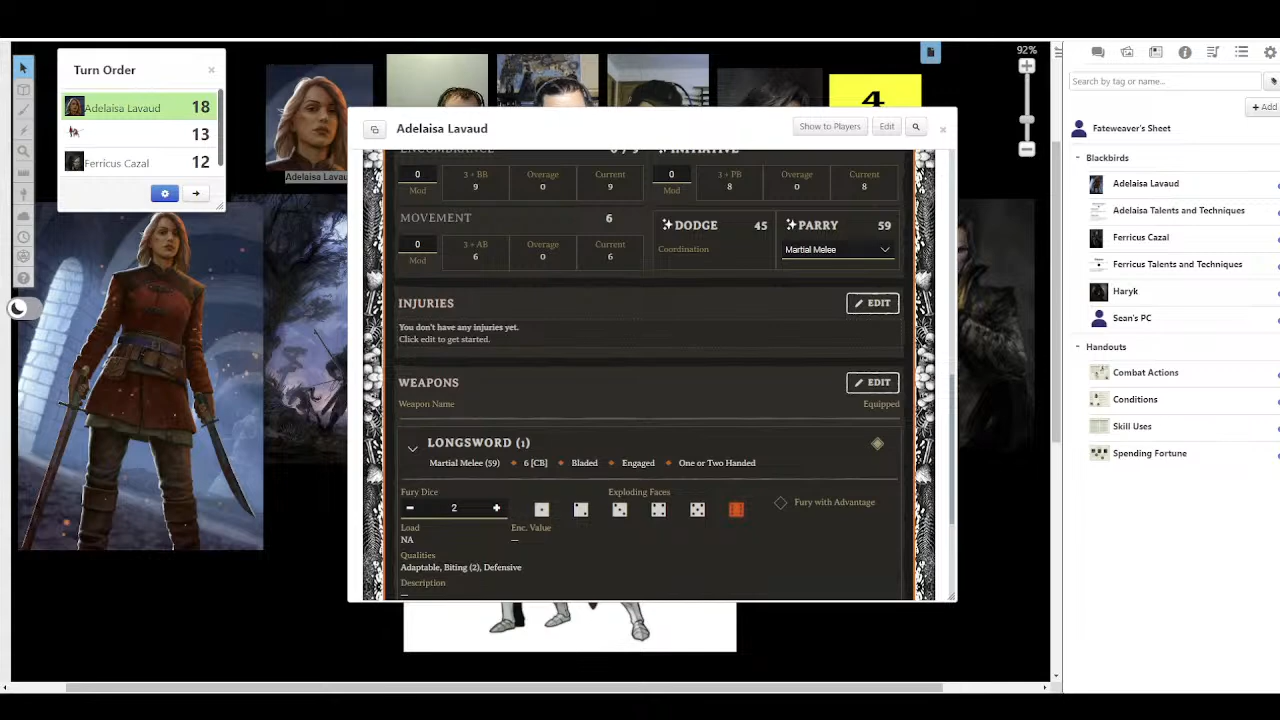 Turn Order
Adelaisa Lavaud 18
13
Ferricus Cazal 12
Adelaisa Lavau
4
92%
Adelaisa Lavaud
Show to Players
Edit
ENCUMBRANCE
0 3 + BB Overage Current
Mod 9 0 9
INITIATIVE
0 3 + PB Overage Current
Mod 8 0 8
MOVEMENT 6
0 3 + AB Overage Current
Mod 6 0 6
DODGE 45
Coordination
PARRY 59
Martial Melee
INJURIES
EDIT
You don't have any injuries yet.
Click edit to get started.
WEAPONS
EDIT
Weapon Name Equipped
LONGSWORD (1)
Martial Melee (59) 6 [CB] Bladed Engaged One or Two Handed
Fury Dice Exploding Faces
2 Fury with Advantage
Load Enc. Value
NA —
Qualities
Adaptable, Biting (2), Defensive
Description
—
Search by tag or name...
+ Add
Fateweaver's Sheet
Blackbirds
Adelaisa Lavaud
Adelaisa Talents and Techniques
Ferricus Cazal
Ferricus Talents and Techniques
Haryk
Sean's PC
Handouts
Combat Actions
Conditions
Skill Uses
Spending Fortune